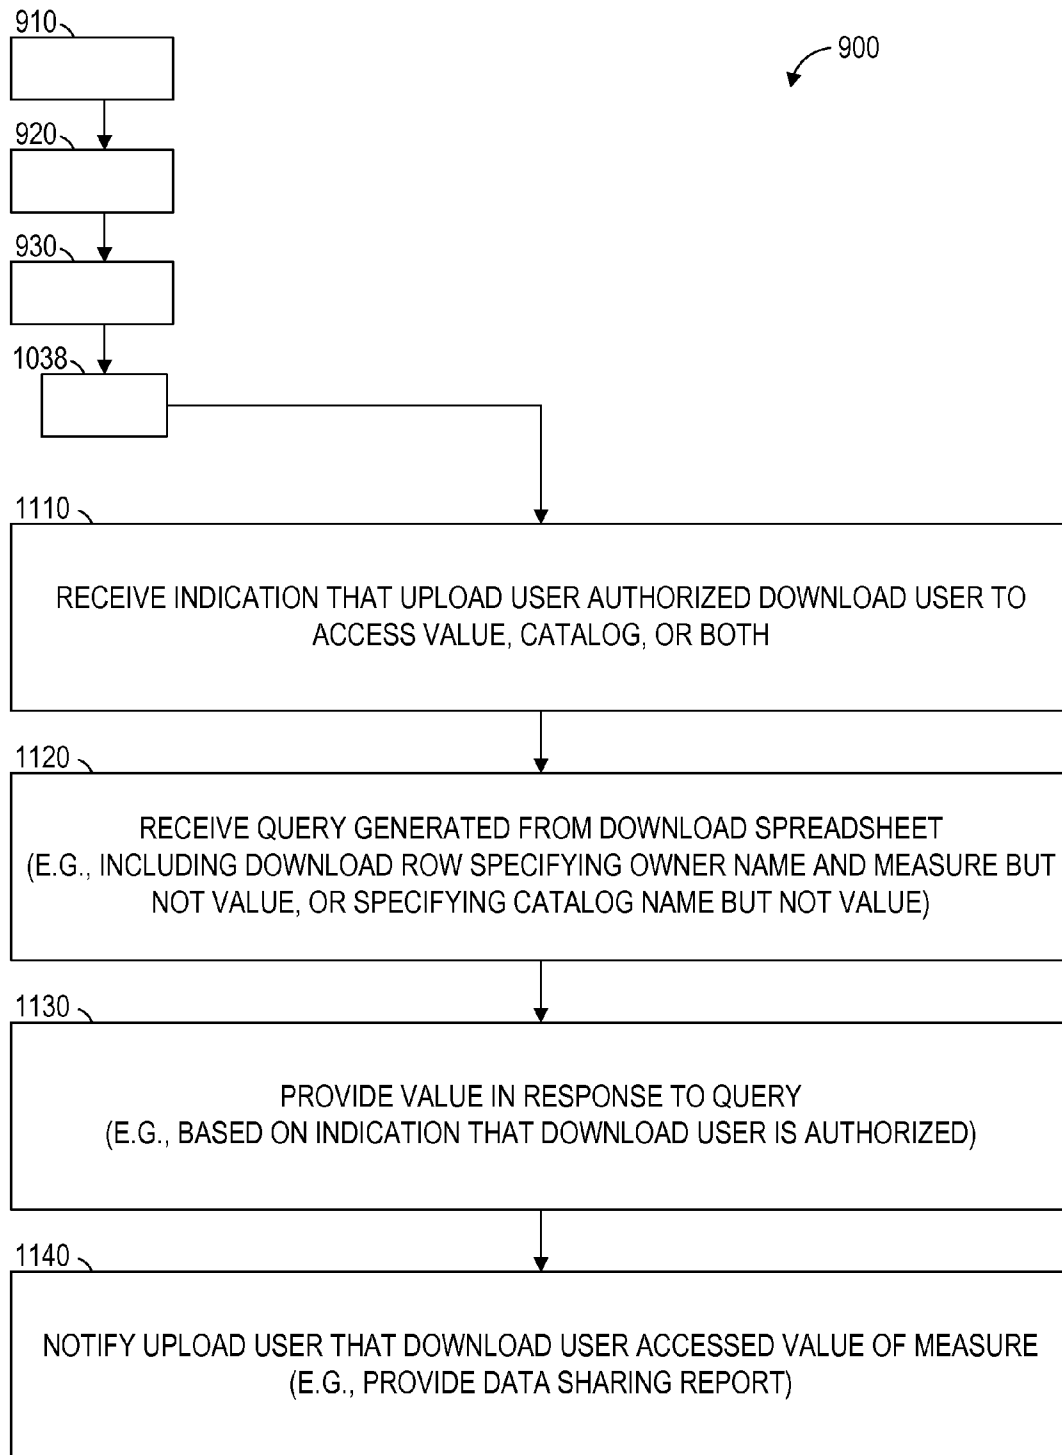 910
900
920
930
1038
1110
RECEIVE INDICATION THAT UPLOAD USER AUTHORIZED DOWNLOAD USER TO
ACCESS VALUE, CATALOG, OR BOTH
1120
RECEIVE QUERY GENERATED FROM DOWNLOAD SPREADSHEET
(E.G., INCLUDING DOWNLOAD ROW SPECIFYING OWNER NAME AND MEASURE BUT
NOT VALUE, OR SPECIFYING CATALOG NAME BUT NOT VALUE)
1130
PROVIDE VALUE IN RESPONSE TO QUERY
(E.G., BASED ON INDICATION THAT DOWNLOAD USER IS AUTHORIZED)
1140
NOTIFY UPLOAD USER THAT DOWNLOAD USER ACCESSED VALUE OF MEASURE
(E.G., PROVIDE DATA SHARING REPORT)